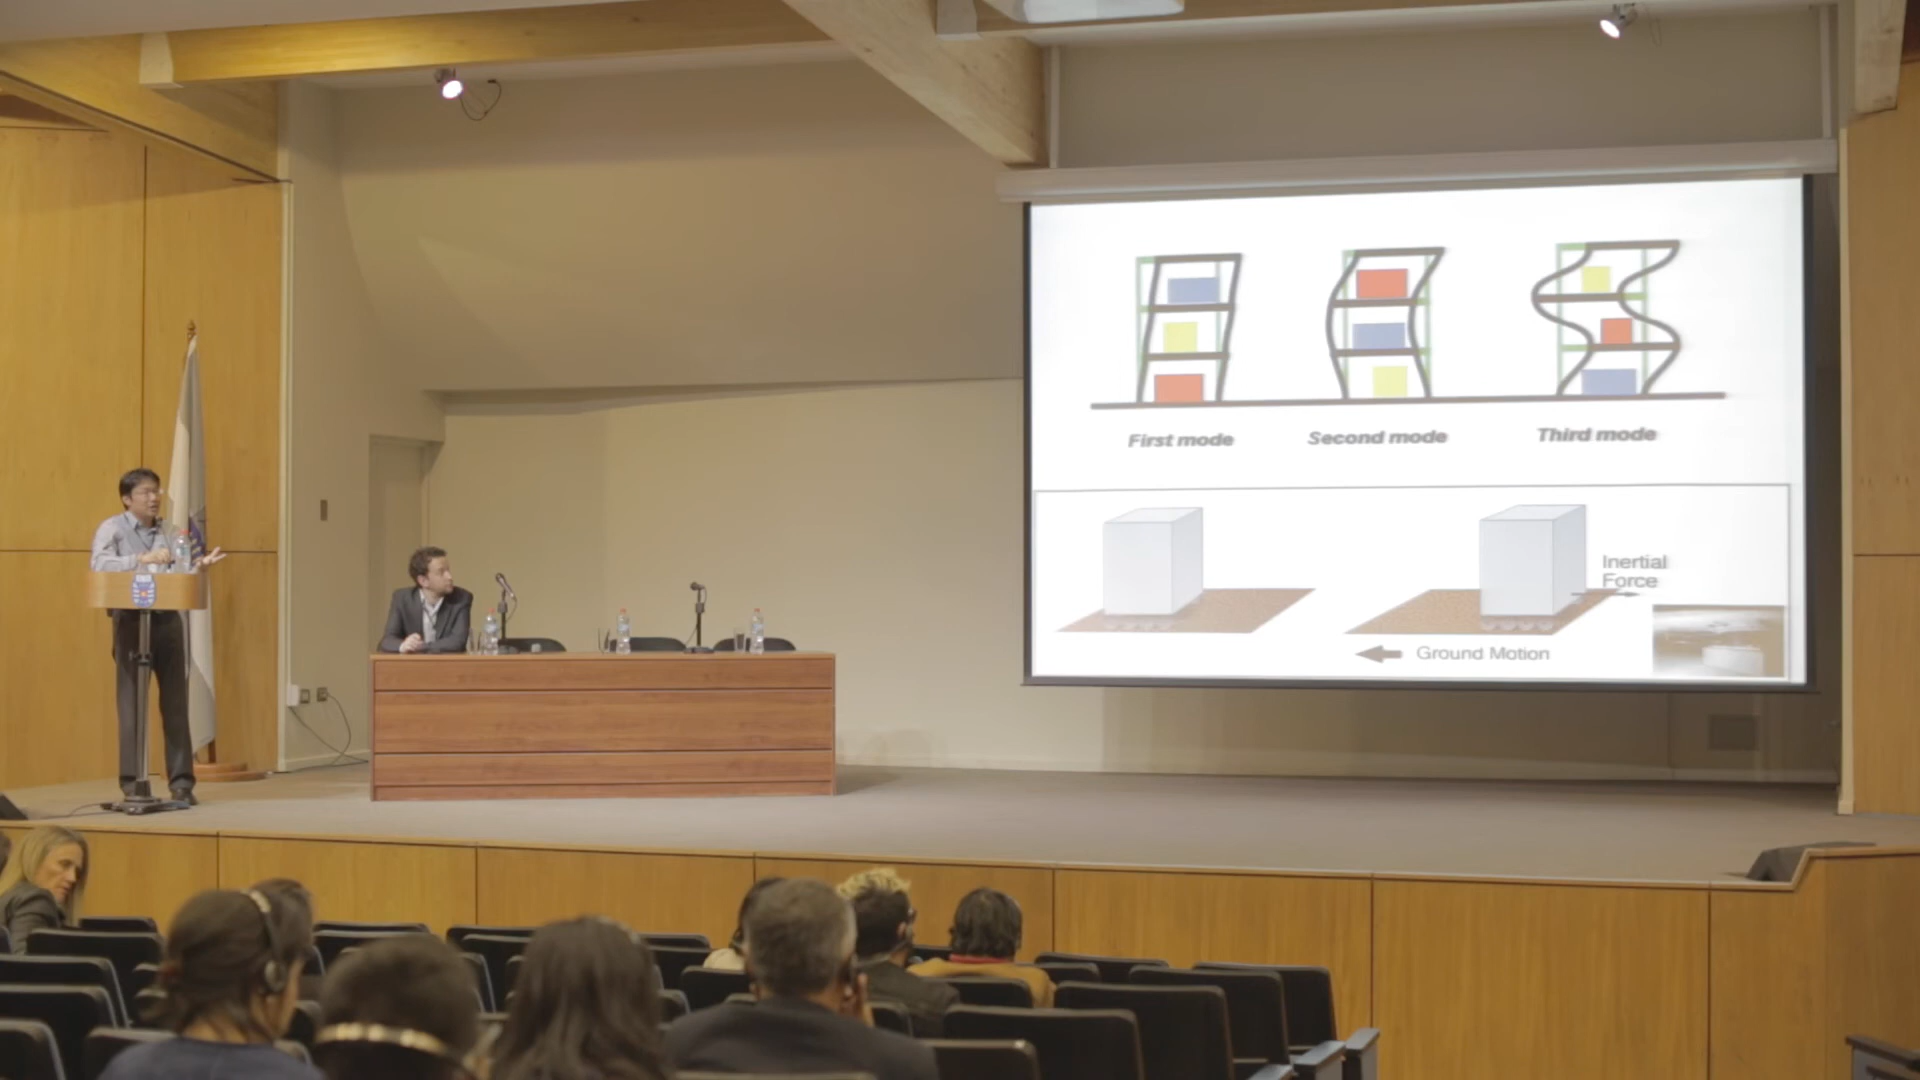 First mode
Second mode
Third mode
Inertial
Force
Ground Motion